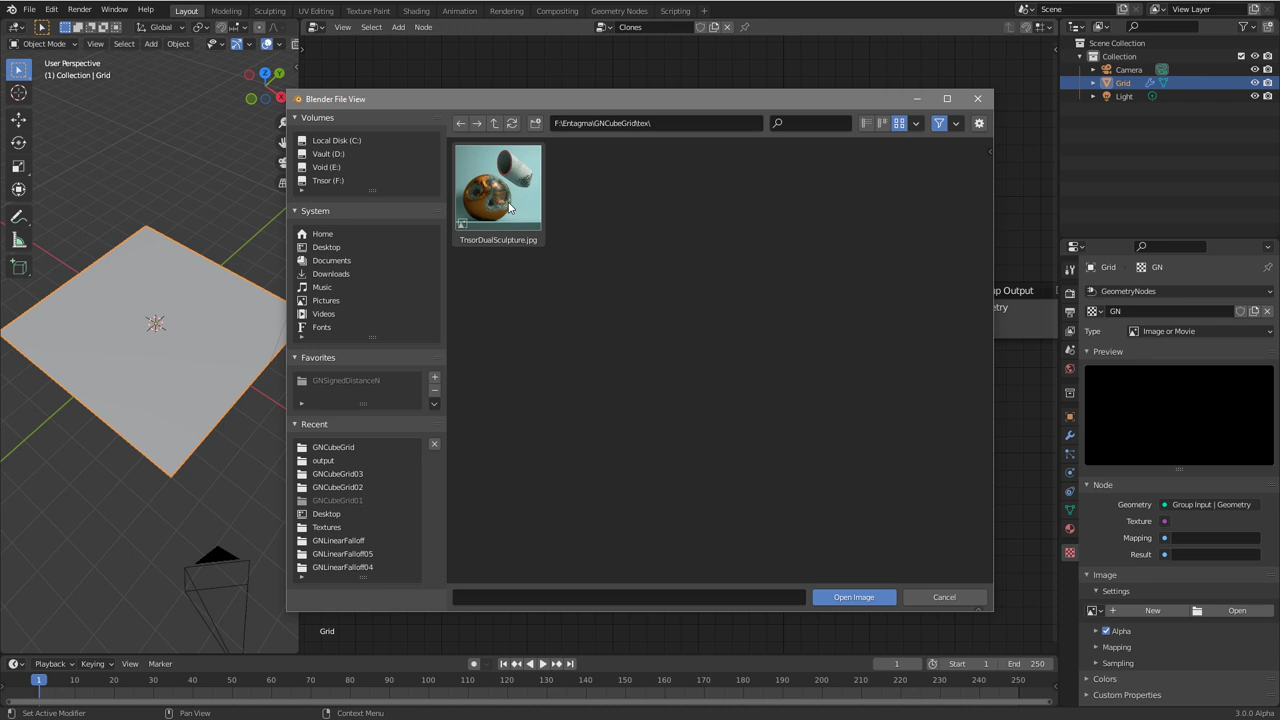 File Edit Render Window Help Layout Modeling Sculpting UV Editing Texture Paint Shading Animation Rendering Compositing Geometry Nodes Scripting Scene View Layer
Global View Select Add Node Clones
Object Mode View Select Add Object
User Perspective
(1) Collection | Grid
Scene Collection
Collection
Camera
Grid
Light
Blender File View
Volumes
Local Disk (C:)
Vault (D:)
Void (E:)
Tnsor (F:)
System
Home
Desktop
Documents
Downloads
Music
Pictures
Videos
Fonts
Favorites
GNSignedDistanceN
Recent
GNCubeGrid
output
GNCubeGrid03
GNCubeGrid02
GNCubeGrid01
Desktop
Textures
GNLinearFalloff
GNLinearFalloff05
GNLinearFalloff04
F:\Entagma\GNCubeGrid\tex\
TnsorDualSculpture.jpg
Open Image Cancel
up Output
etry
Grid
Grid GN
GeometryNodes
GN
Type Image or Movie
Preview
Node
Geometry Group Input | Geometry
Texture
Mapping
Result
Image
Settings
New Open
Alpha
Mapping
Sampling
Colors
Custom Properties
Playback Keying View Marker 1 Start 1 End 250
1 10 20 30 40 50 60 70 80 90 100 110 120 130 140 150 160 170 180 190 200 210 220 230 240 250
Set Active Modifier Pan View Context Menu 3.0.0 Alpha